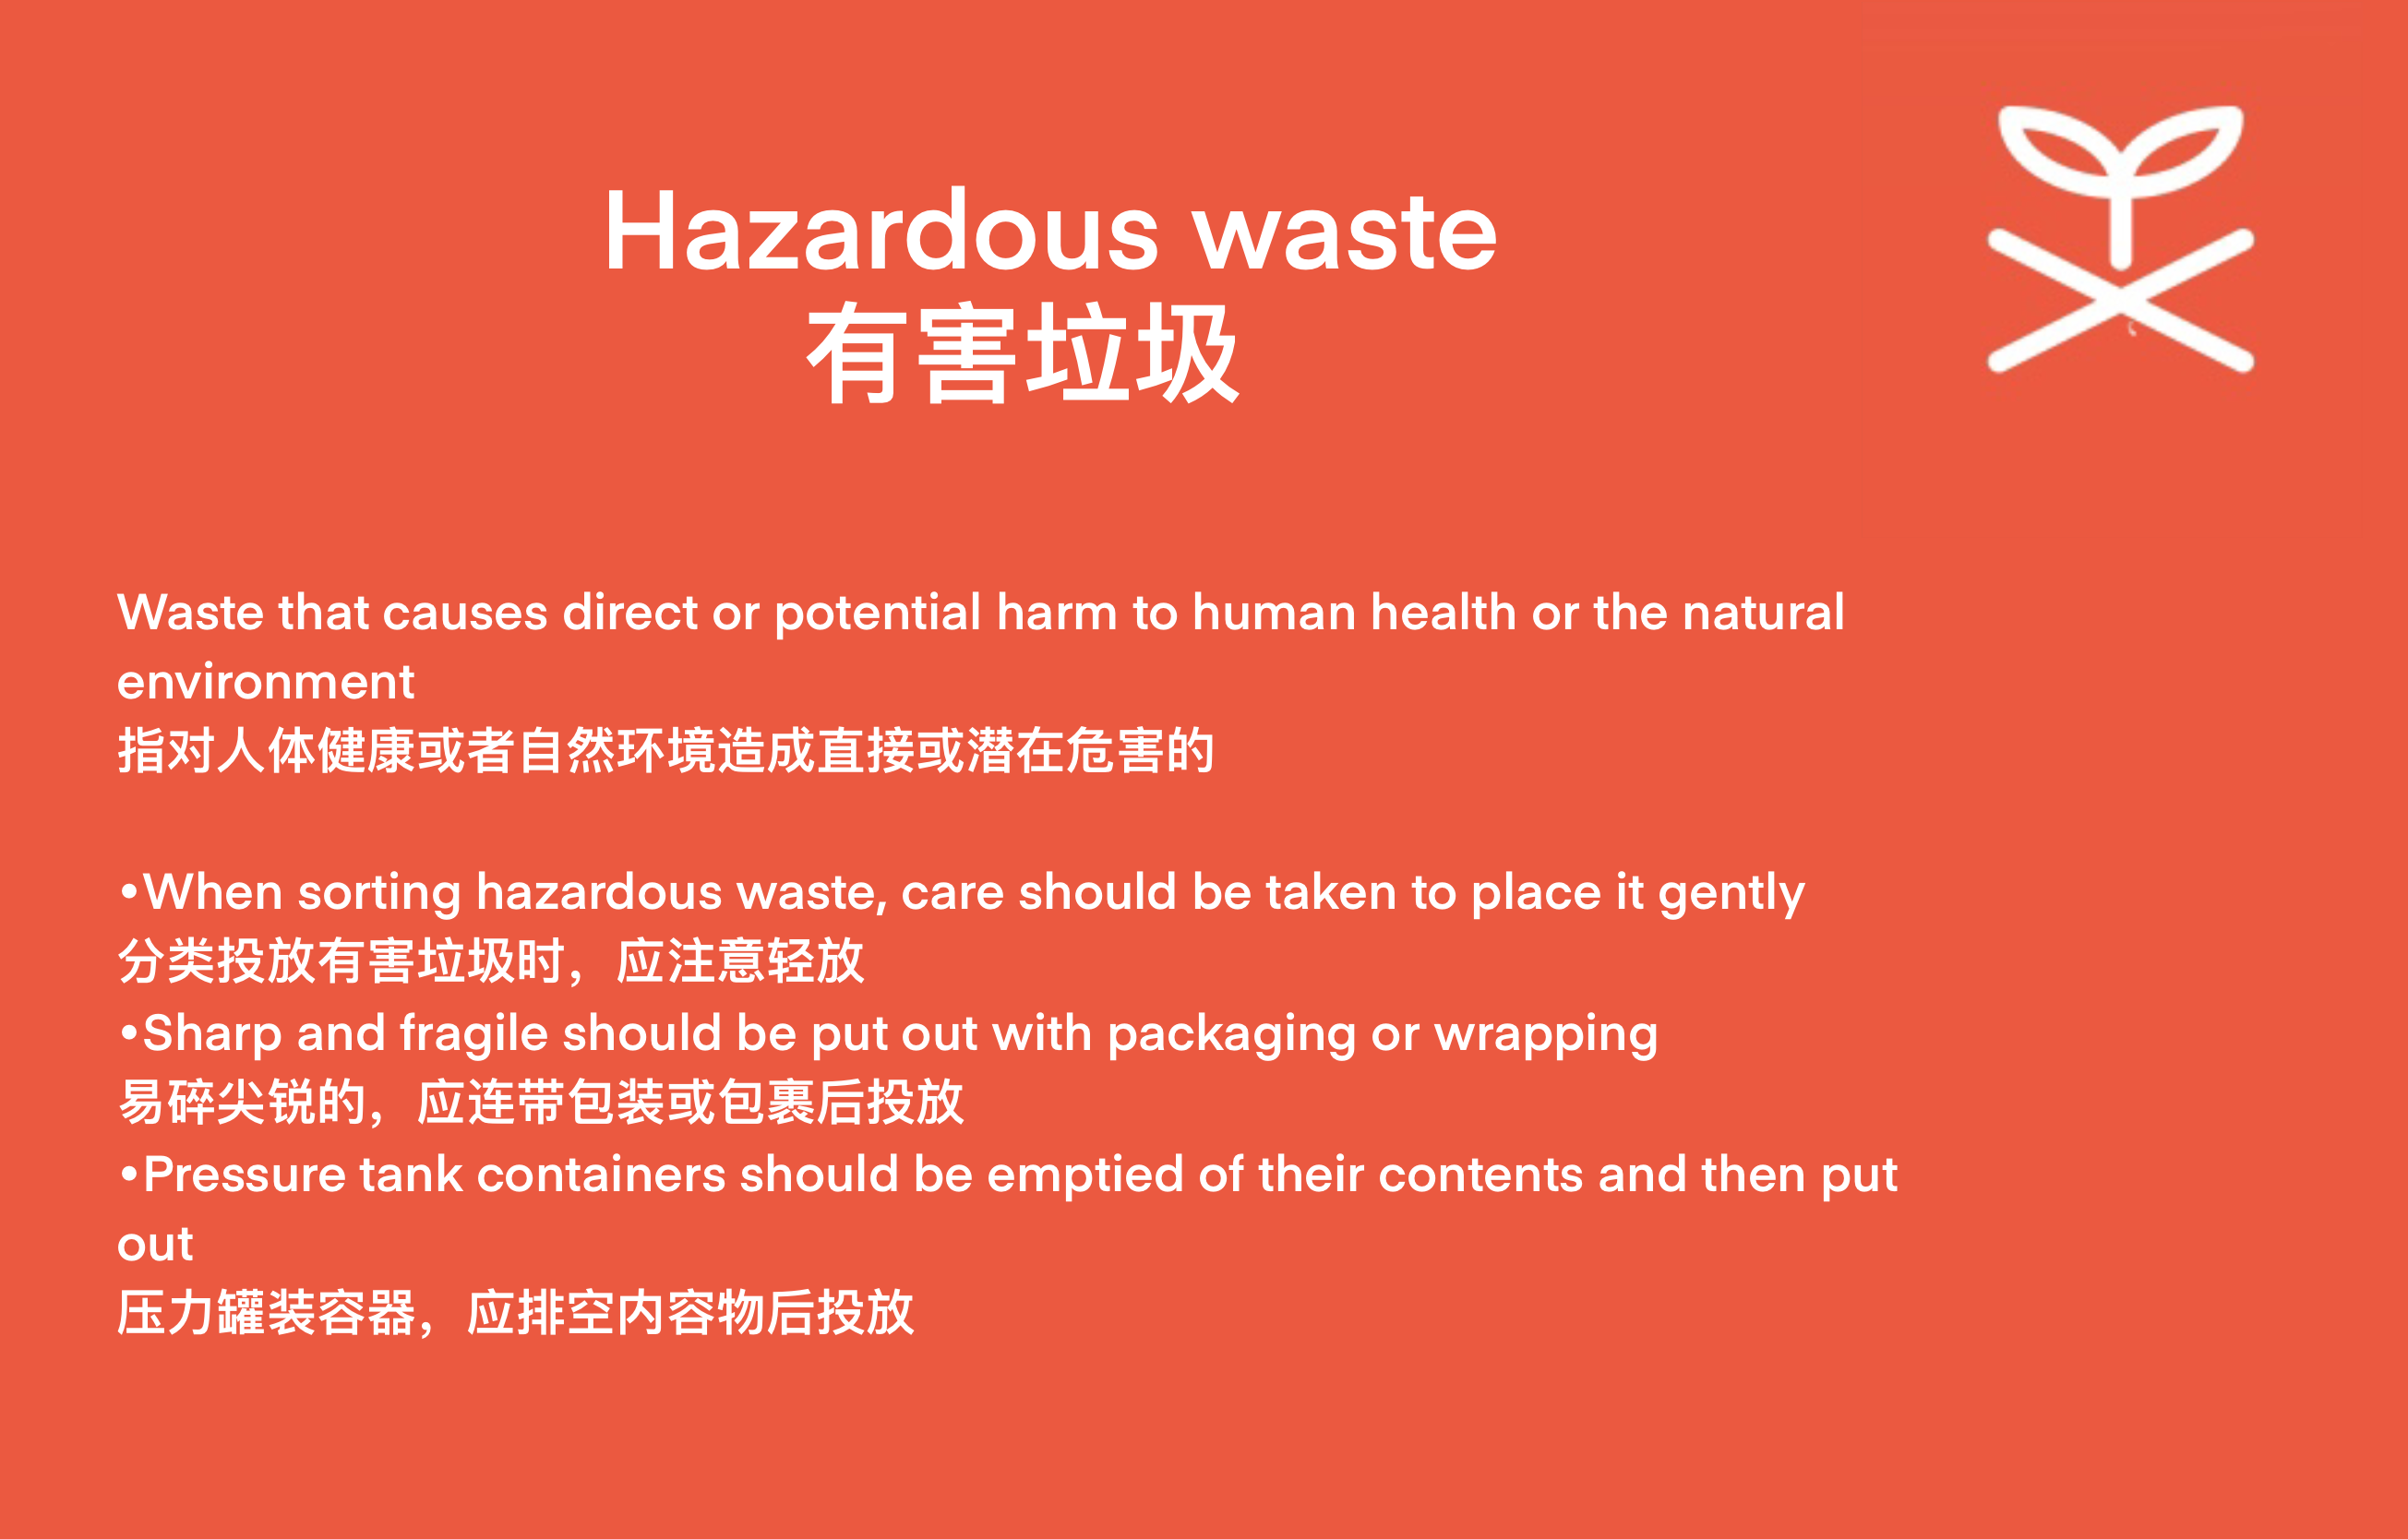 Hazardous waste
有害垃圾
Waste that causes direct or potential harm to human health or the natural
environment
指对人体健康或者自然环境造成直接或潜在危害的
•When sorting hazardous waste, care should be taken to place it gently
分类投放有害垃圾时，应注意轻放
•Sharp and fragile should be put out with packaging or wrapping
易碎尖锐的，应连带包装或包裹后投放
•Pressure tank containers should be emptied of their contents and then put
out
压力罐装容器，应排空内容物后投放